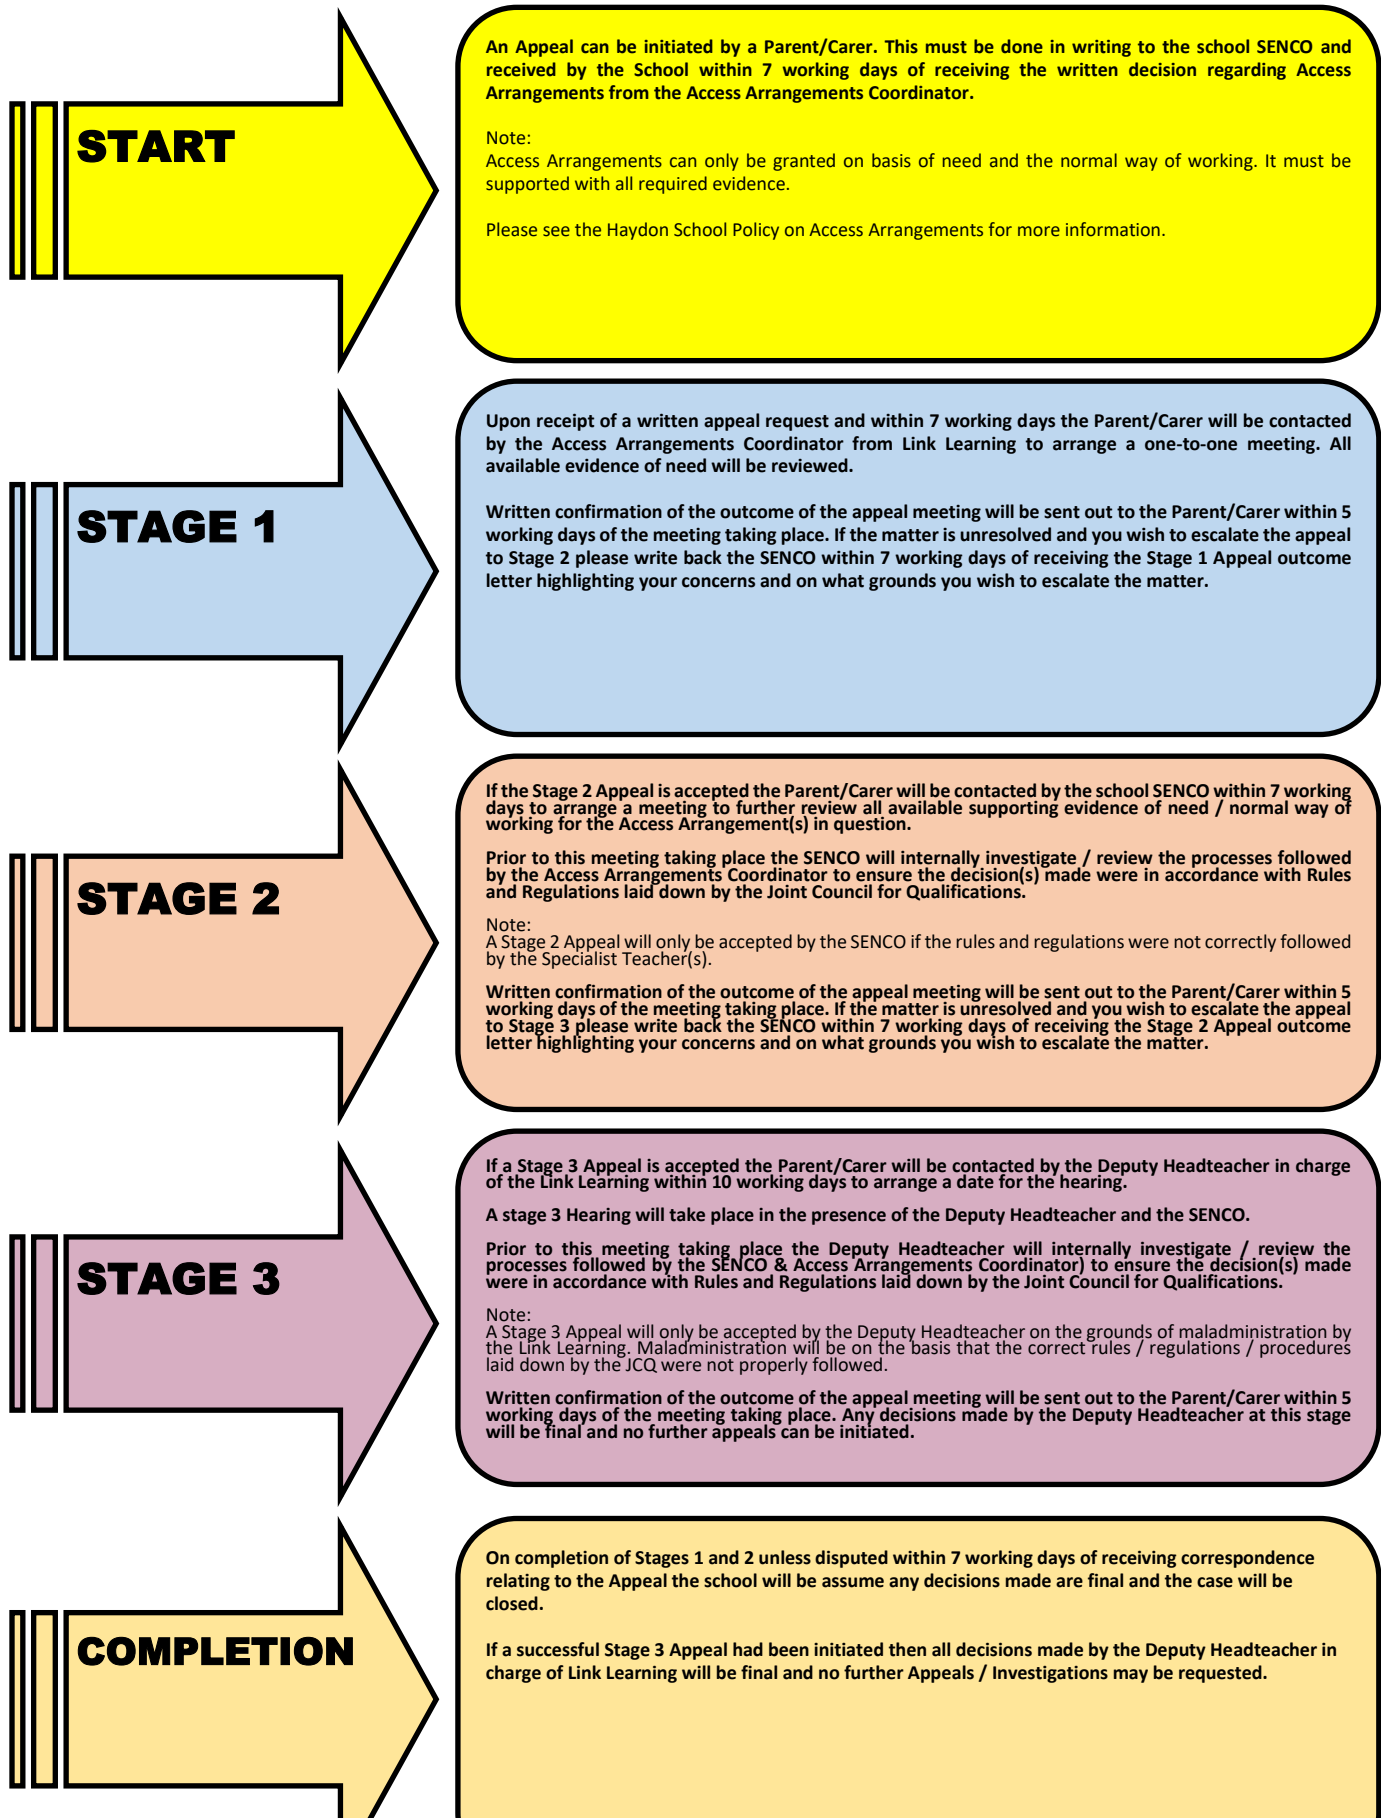 START
An Appeal can be initiated by a Parent/Carer. This must be done in writing to the school SENCO and
received by the School within 7 working days of receiving the written decision regarding Access
Arrangements from the Access Arrangements Coordinator.
Note:
Access Arrangements can only be granted on basis of need and the normal way of working. It must be
supported with all required evidence.
Please see the Haydon School Policy on Access Arrangements for more information.
STAGE 1
Upon receipt of a written appeal request and within 7 working days the Parent/Carer will be contacted
by the Access Arrangements Coordinator from Link Learning to arrange a one-to-one meeting. All
available evidence of need will be reviewed.
Written confirmation of the outcome of the appeal meeting will be sent out to the Parent/Carer within 5
working days of the meeting taking place. If the matter is unresolved and you wish to escalate the appeal
to Stage 2 please write back the SENCO within 7 working days of receiving the Stage 1 Appeal outcome
letter highlighting your concerns and on what grounds you wish to escalate the matter.
STAGE 2
If the Stage 2 Appeal is accepted the Parent/Carer will be contacted by the school SENCO within 7 working
days to arrange a meeting to further review all available supporting evidence of need / normal way of
working for the Access Arrangement(s) in question.
Prior to this meeting taking place the SENCO will internally investigate / review the processes followed
by the Access Arrangements Coordinator to ensure the decision(s) made were in accordance with Rules
and Regulations laid down by the Joint Council for Qualifications.
Note:
A Stage 2 Appeal will only be accepted by the SENCO if the rules and regulations were not correctly followed
by the Specialist Teacher(s).
Written confirmation of the outcome of the appeal meeting will be sent out to the Parent/Carer within 5
working days of the meeting taking place. If the matter is unresolved and you wish to escalate the appeal
to Stage 3 please write back the SENCO within 7 working days of receiving the Stage 2 Appeal outcome
letter highlighting your concerns and on what grounds you wish to escalate the matter.
STAGE 3
If a Stage 3 Appeal is accepted the Parent/Carer will be contacted by the Deputy Headteacher in charge
of the Link Learning within 10 working days to arrange a date for the hearing.
A stage 3 Hearing will take place in the presence of the Deputy Headteacher and the SENCO.
Prior to this meeting taking place the Deputy Headteacher will internally investigate / review the
processes followed by the SENCO & Access Arrangements Coordinator) to ensure the decision(s) made
were in accordance with Rules and Regulations laid down by the Joint Council for Qualifications.
Note:
A Stage 3 Appeal will only be accepted by the Deputy Headteacher on the grounds of maladministration by
the Link Learning. Maladministration will be on the basis that the correct rules / regulations / procedures
laid down by the JCQ were not properly followed.
Written confirmation of the outcome of the appeal meeting will be sent out to the Parent/Carer within 5
working days of the meeting taking place. Any decisions made by the Deputy Headteacher at this stage
will be final and no further appeals can be initiated.
COMPLETION
On completion of Stages 1 and 2 unless disputed within 7 working days of receiving correspondence
relating to the Appeal the school will be assume any decisions made are final and the case will be
closed.
If a successful Stage 3 Appeal had been initiated then all decisions made by the Deputy Headteacher in
charge of Link Learning will be final and no further Appeals / Investigations may be requested.